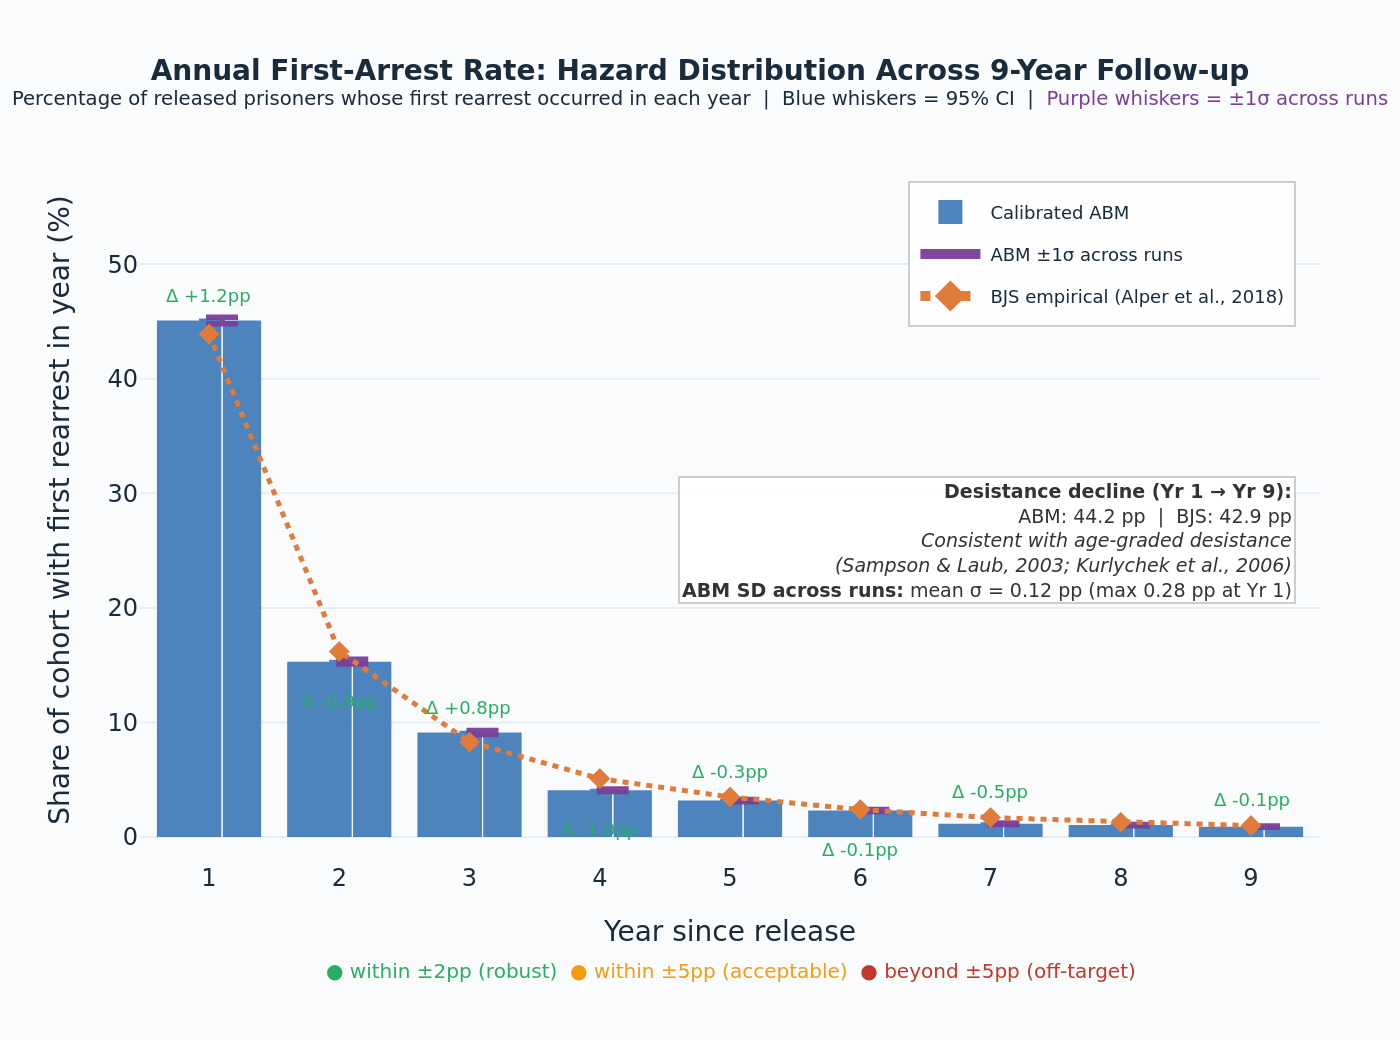 Annual First-Arrest Rate: Hazard Distribution Across 9-Year Follow-up
Percentage of released prisoners whose first rearrest occurred in each year | Blue whiskers = 95% CI | Purple whiskers = ±1σ across runs
Share of cohort with first rearrest in year (%)
50
40
30
20
10
0
Calibrated ABM
ABM ±1σ across runs
BJS empirical (Alper et al., 2018)
Δ +1.2pp
Δ -0.9pp
Δ +0.8pp
Δ -1.0pp
Δ -0.3pp
Δ -0.1pp
Δ -0.5pp
Δ -0.1pp
Desistance decline (Yr 1 → Yr 9):
ABM: 44.2 pp | BJS: 42.9 pp
Consistent with age-graded desistance
(Sampson & Laub, 2003; Kurlychek et al., 2006)
ABM SD across runs: mean σ = 0.12 pp (max 0.28 pp at Yr 1)
1 2 3 4 5 6 7 8 9
Year since release
● within ±2pp (robust) ● within ±5pp (acceptable) ● beyond ±5pp (off-target)